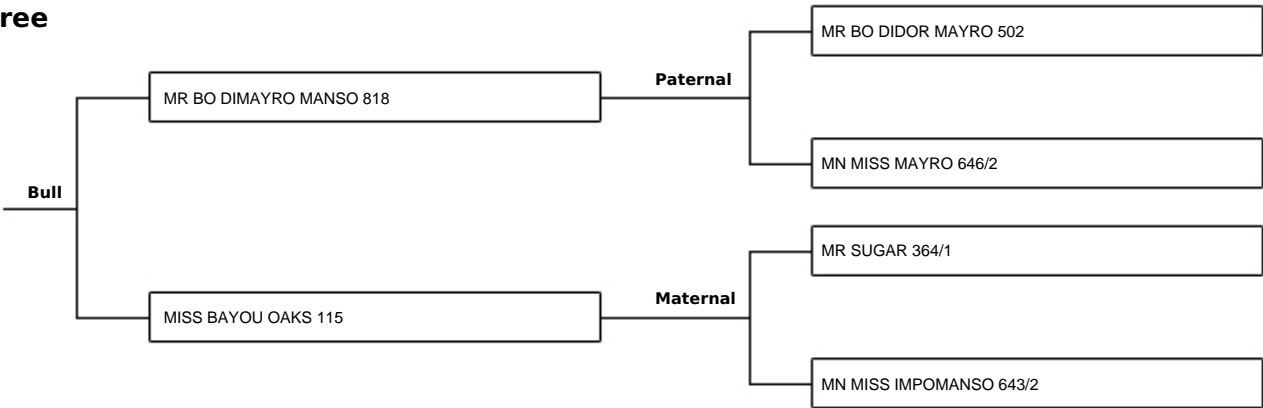 ree
MR BO DIDOR MAYRO 502
Paternal
MR BO DIMAYRO MANSO 818
MN MISS MAYRO 646/2
Bull
MR SUGAR 364/1
Maternal
MISS BAYOU OAKS 115
MN MISS IMPOMANSO 643/2